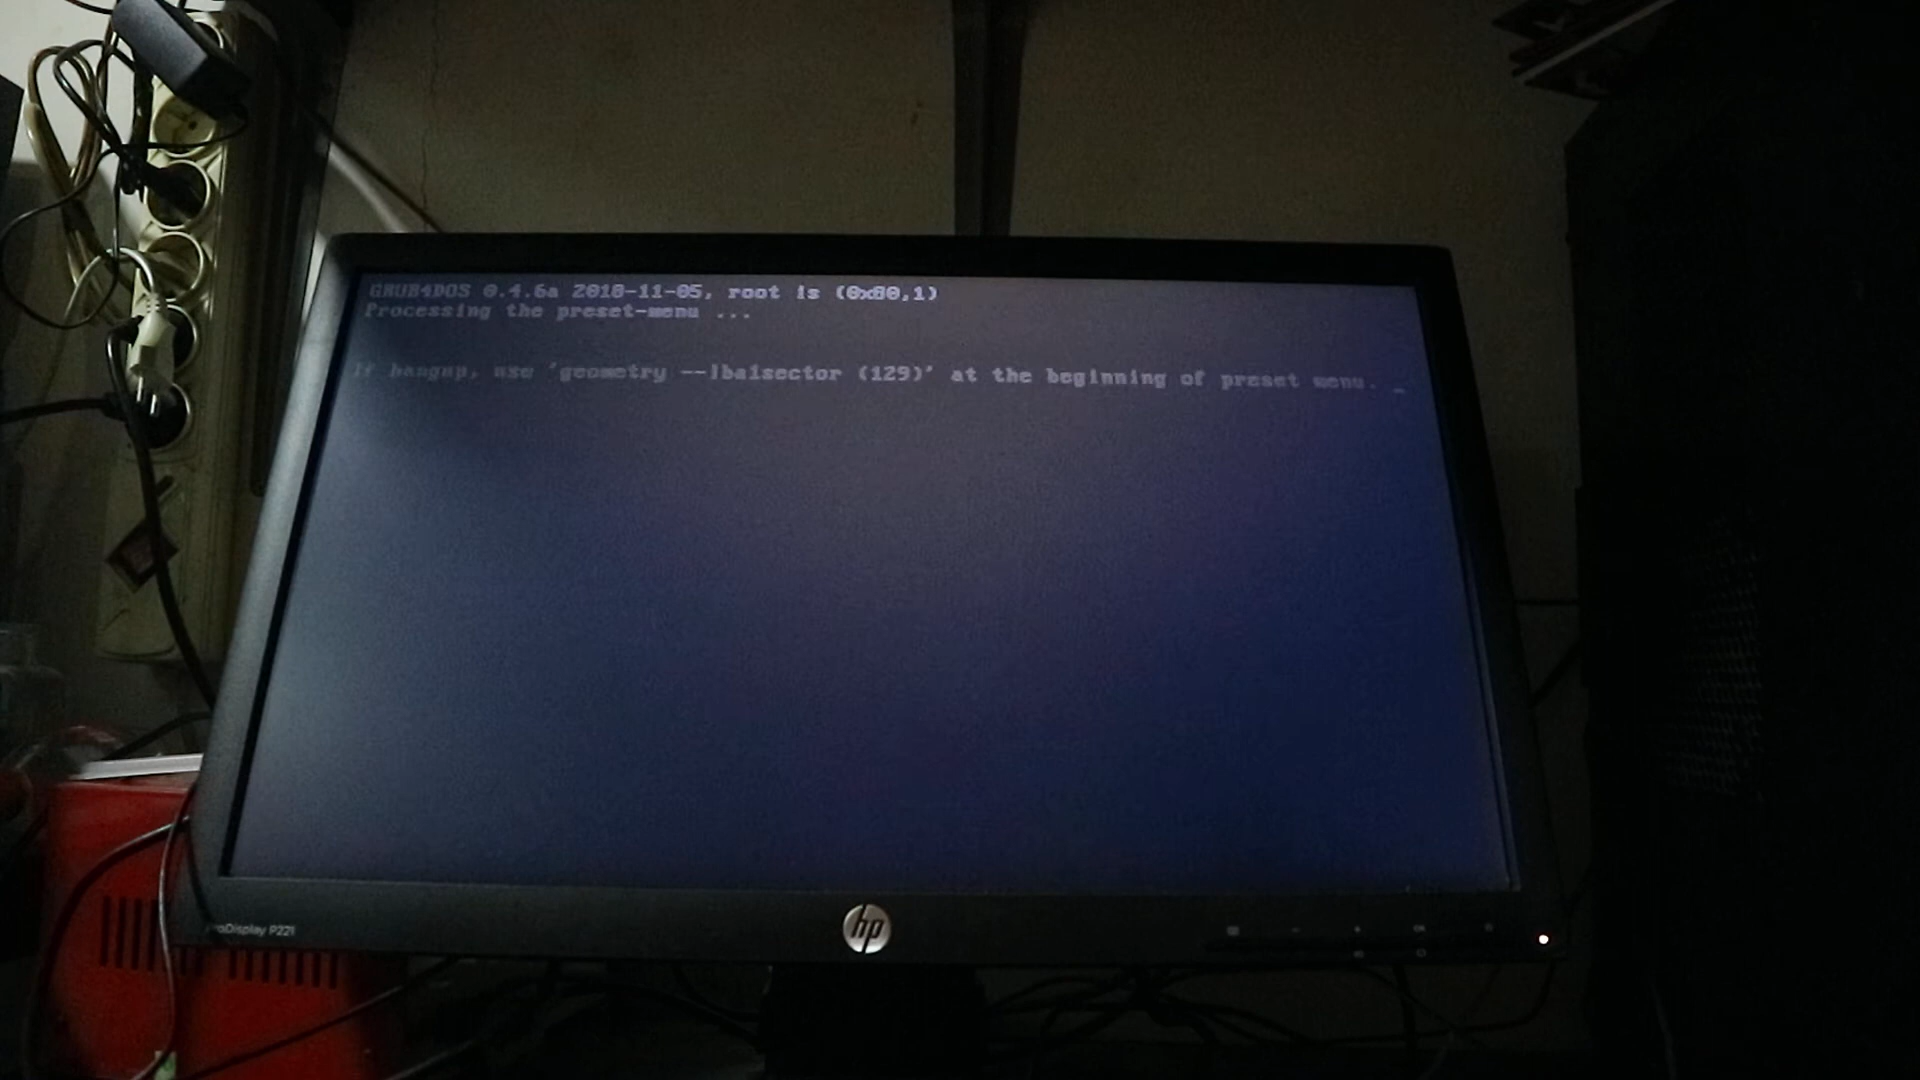 GRUB4DOS 0.4.6a 2018-11-05, root is (0x80,1)
Processing the preset-menu ...
If hangup, use 'geometry --lba1sector (129)' at the beginning of preset menu. _
ProDisplay P221
hp